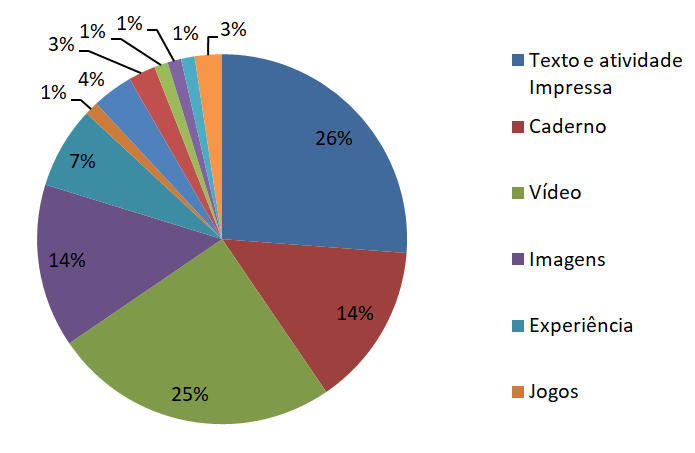 1%
1%
1%
3%
3%
4%
1%
26%
7%
14%
14%
25%
Texto e atividade
Impressa
Caderno
Vídeo
Imagens
Experiência
Jogos